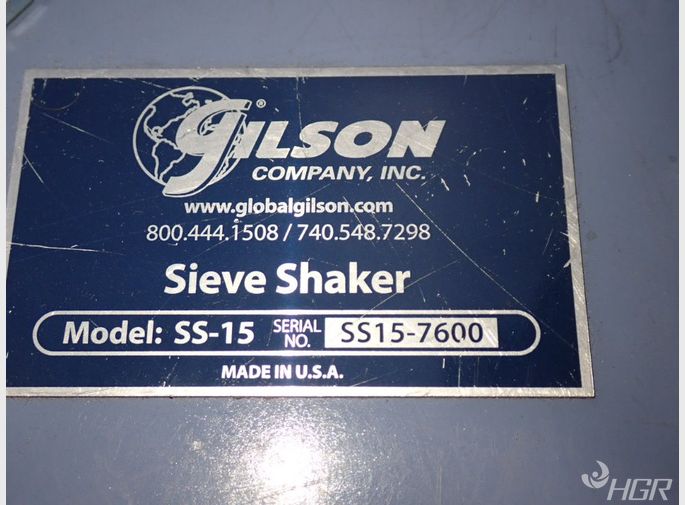 GILSON®
COMPANY, INC.
www.globalgilson.com
800.444.1508 / 740.548.7298
Sieve Shaker
Model: SS-15 SERIAL NO. SS15-7600
MADE IN U.S.A.
HGR